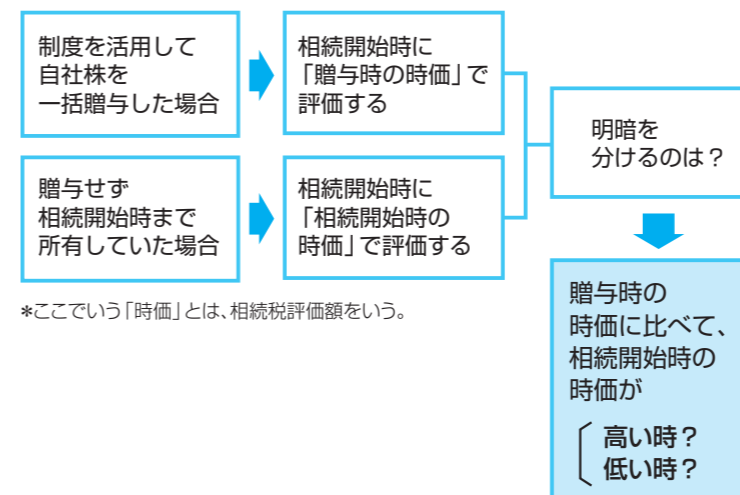 制度を活用して
自社株を
一括贈与した場合
相続開始時に
「贈与時の時価」で
評価する
贈与せず
相続開始時まで
所有していた場合
相続開始時に
「相続開始時の
時価」で評価する
明暗を
分けるのは？
贈与時の
時価に比べて、
相続開始時の
時価が
高い時？
低い時？
*ここでいう「時価」とは、相続税評価額をいう。